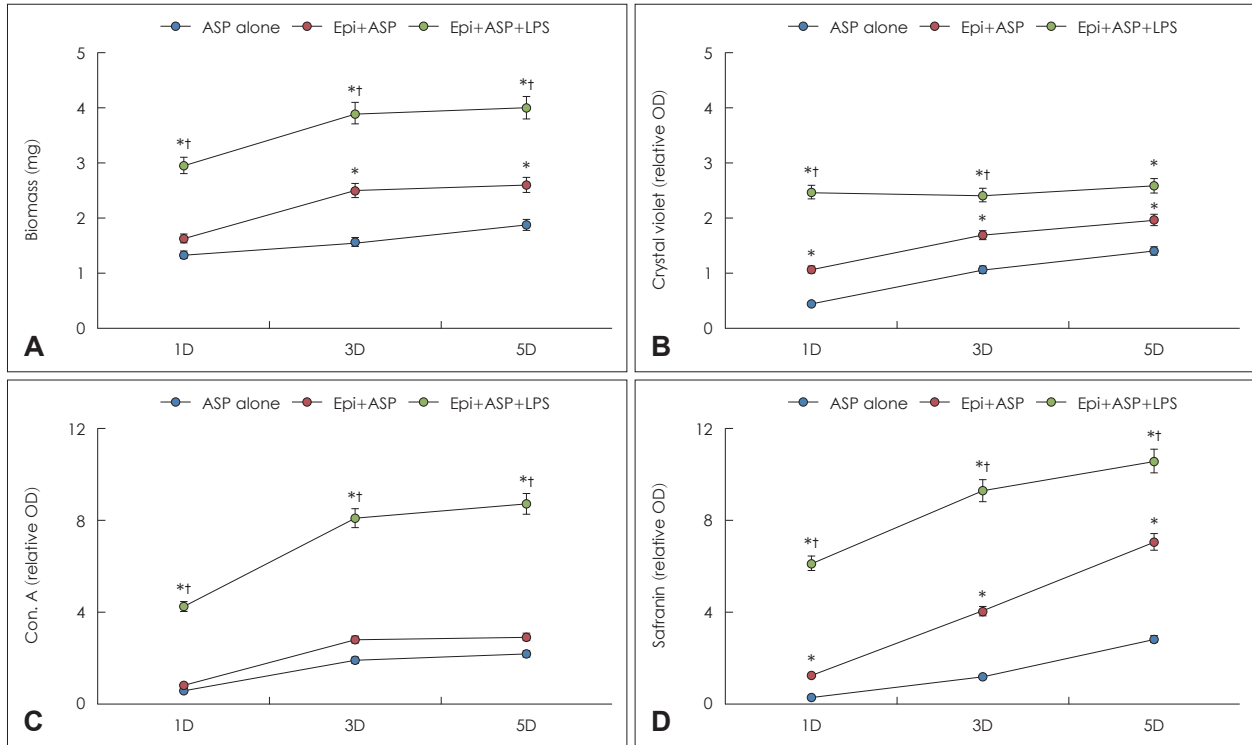 ASP alone Epi+ASP Epi+ASP+LPS
5
4
3
2
1
0
Biomass (mg)
*†
*†
*†
*
*
1D 3D 5D
A
ASP alone Epi+ASP Epi+ASP+LPS
5
4
3
2
1
0
Crystal violet (relative OD)
*†
*†
*
*
*
*
1D 3D 5D
B
ASP alone Epi+ASP Epi+ASP+LPS
12
8
4
0
Con. A (relative OD)
*†
*†
*†
1D 3D 5D
C
ASP alone Epi+ASP Epi+ASP+LPS
12
8
4
0
Safranin (relative OD)
*†
*†
*†
*
*
*
1D 3D 5D
D